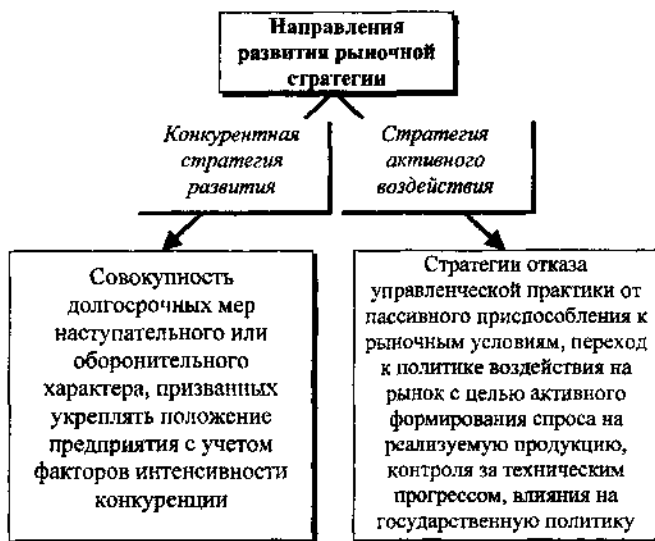 Направления
развития рыночной
стратегии
Конкурентная
стратегия
развития
Стратегия
активного
воздействия
Совокупность
долгосрочных мер
наступательного или
оборонительного
характера, призванных
укреплять положение
предприятия с учетом
факторов интенсивности
конкуренции
Стратегии отказа
управленческой практики от
пассивного приспособления к
рыночным условиям, переход
к политике воздействия на
рынок с целью активного
формирования спроса на
реализуемую продукцию,
контроля за техническим
прогрессом, влияния на
государственную политику